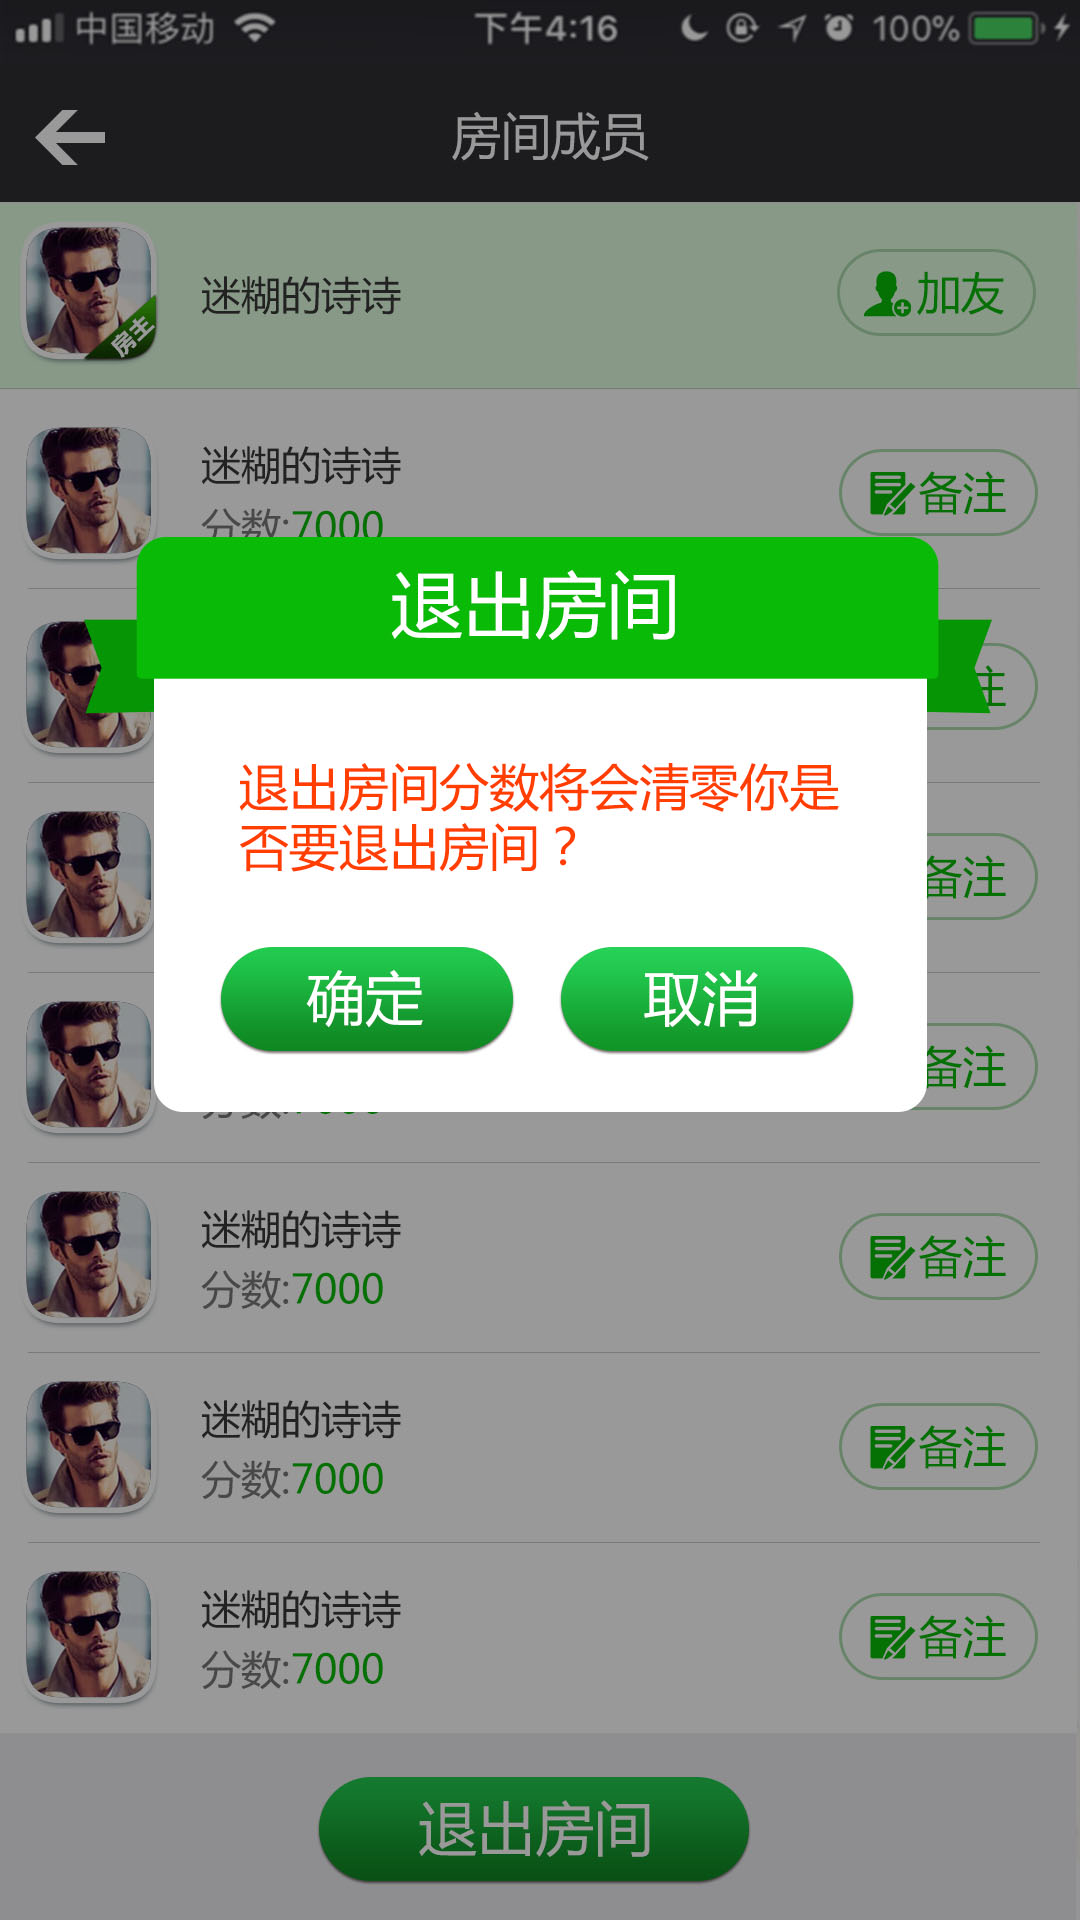 中国移动 下午4:16 100%
房间成员
迷糊的诗诗 加友
房主
迷糊的诗诗
分数:7000 备注
退出房间
注
退出房间分数将会清零你是
否要退出房间？
备注
确定 取消
备注
分数:7000
迷糊的诗诗
分数:7000 备注
迷糊的诗诗
分数:7000 备注
迷糊的诗诗
分数:7000 备注
退出房间